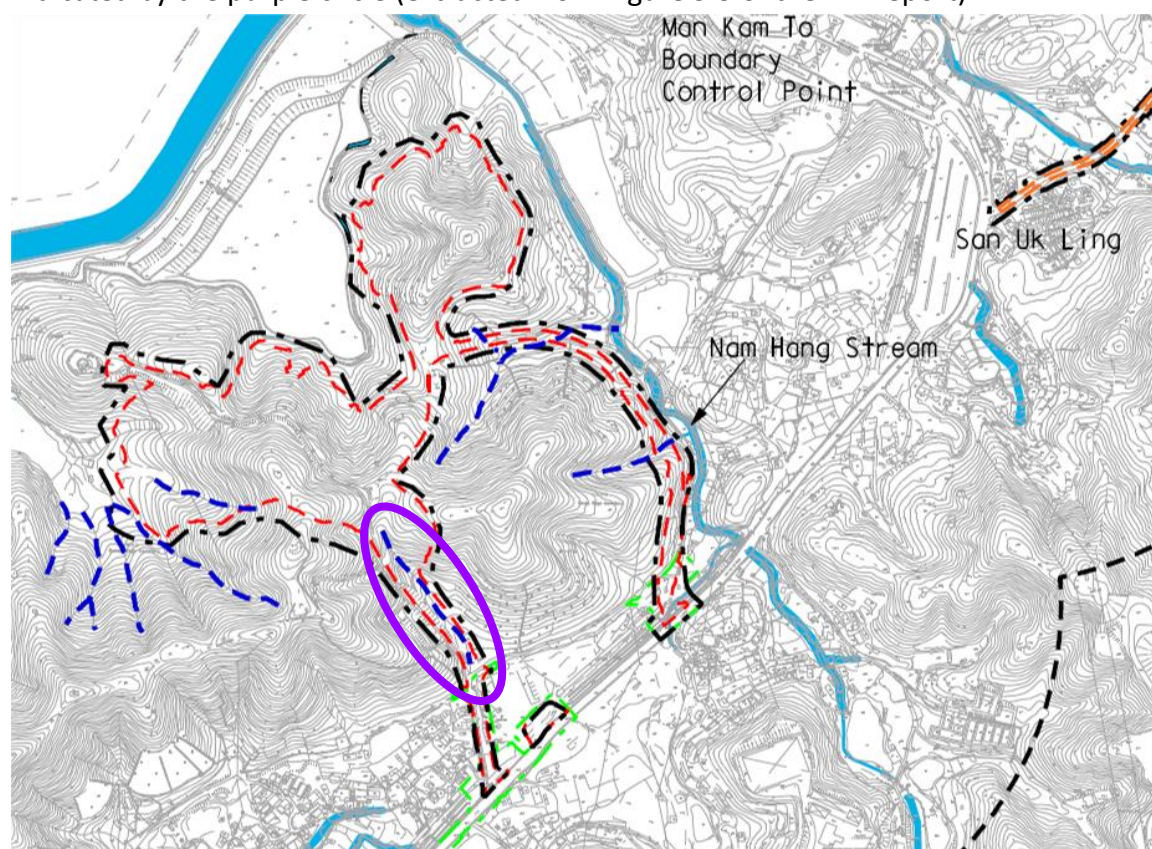 Man Kam To
Boundary
Control Point
San Uk Ling
Nam Hang Stream